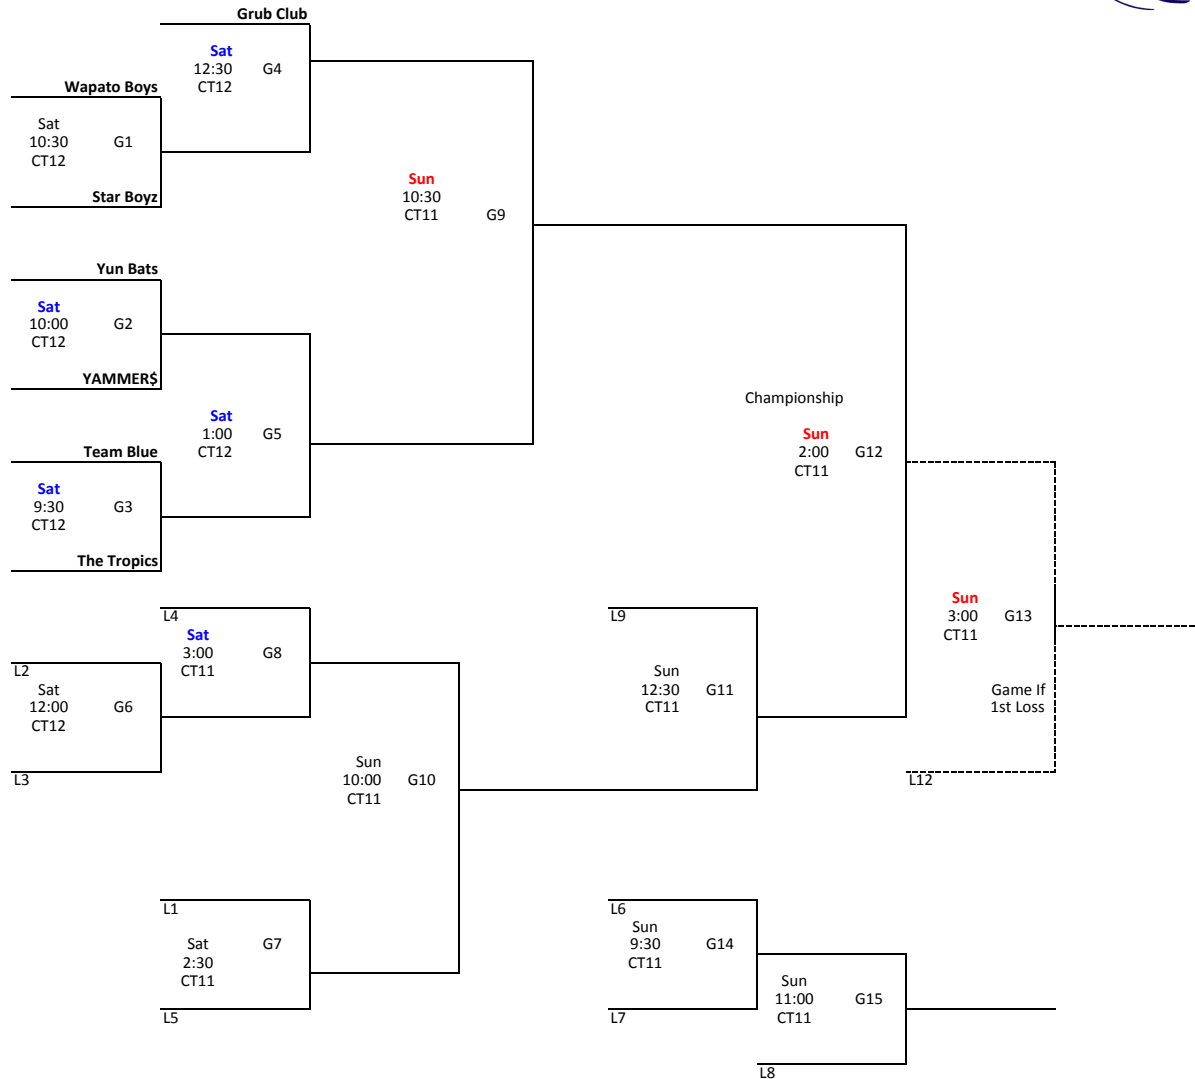 Grub Club
Sat
12:30 G4
CT12
Wapato Boys
Sat
10:30 G1
CT12
Star Boyz
Sun
10:30
CT11 G9
Yun Bats
Sat
10:00 G2
CT12
YAMMER$
Sat
1:00 G5
CT12
Championship
Sun
2:00 G12
CT11
Team Blue
Sat
9:30 G3
CT12
The Tropics
L4
Sat
3:00 G8
CT11
L2
Sat
12:00 G6
CT12
L3
L9
Sun
12:30 G11
CT11
Sun
3:00 G13
CT11
Game If
1st Loss
L12
Sun
10:00 G10
CT11
L1
Sat G7
2:30
CT11
L5
L6
Sun
9:30 G14
CT11
L7
Sun
11:00 G15
CT11
L8